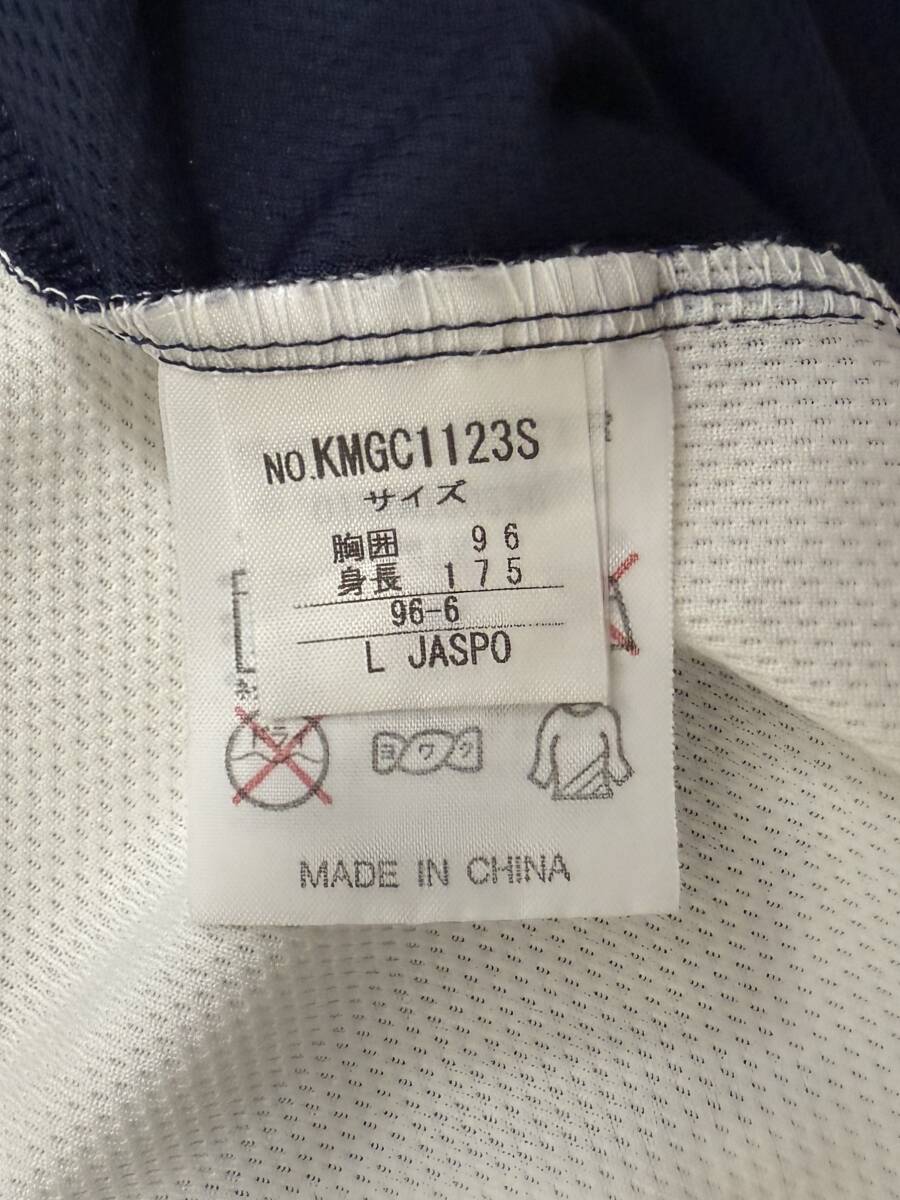 NO.KMGC1123S
サイズ
胸囲 96
身長 175
96-6
L JASPO
ヨワク
MADE IN CHINA